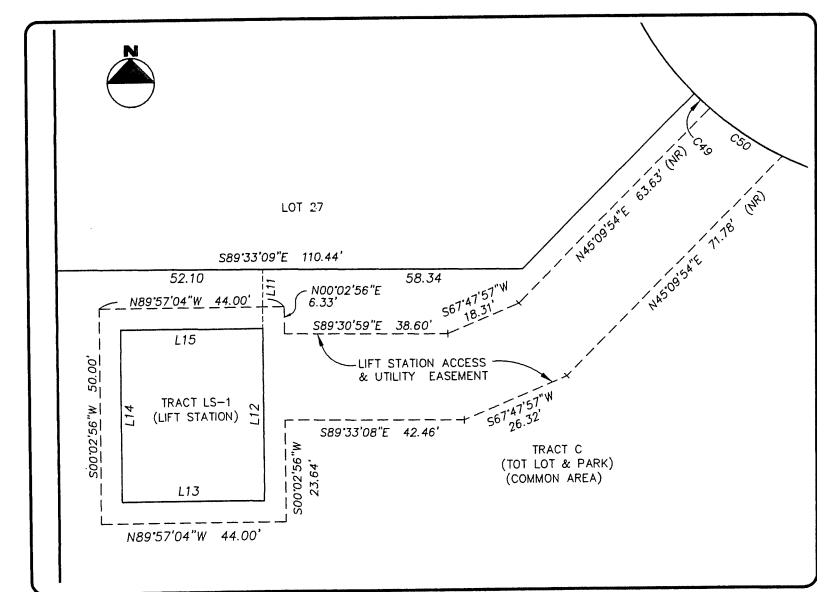 N
C49
C50
N45°09'54"E 63.63' (NR)
N45°09'54"E 71.78' (NR)
LOT 27
S89°33'09"E 110.44'
52.10
58.34
L11
N00°02'56"E
6.33'
N89°57'04"W 44.00'
S67°47'57"W
18.31'
S89°30'59"E 38.60'
L15
LIFT STATION ACCESS
& UTILITY EASEMENT
S00°02'56"W 50.00'
L14
TRACT LS-1
(LIFT STATION)
L12
S67°47'57"W
26.32'
S89°33'08"E 42.46'
TRACT C
(TOT LOT & PARK)
(COMMON AREA)
S00°02'56"W
23.64'
L13
N89°57'04"W 44.00'